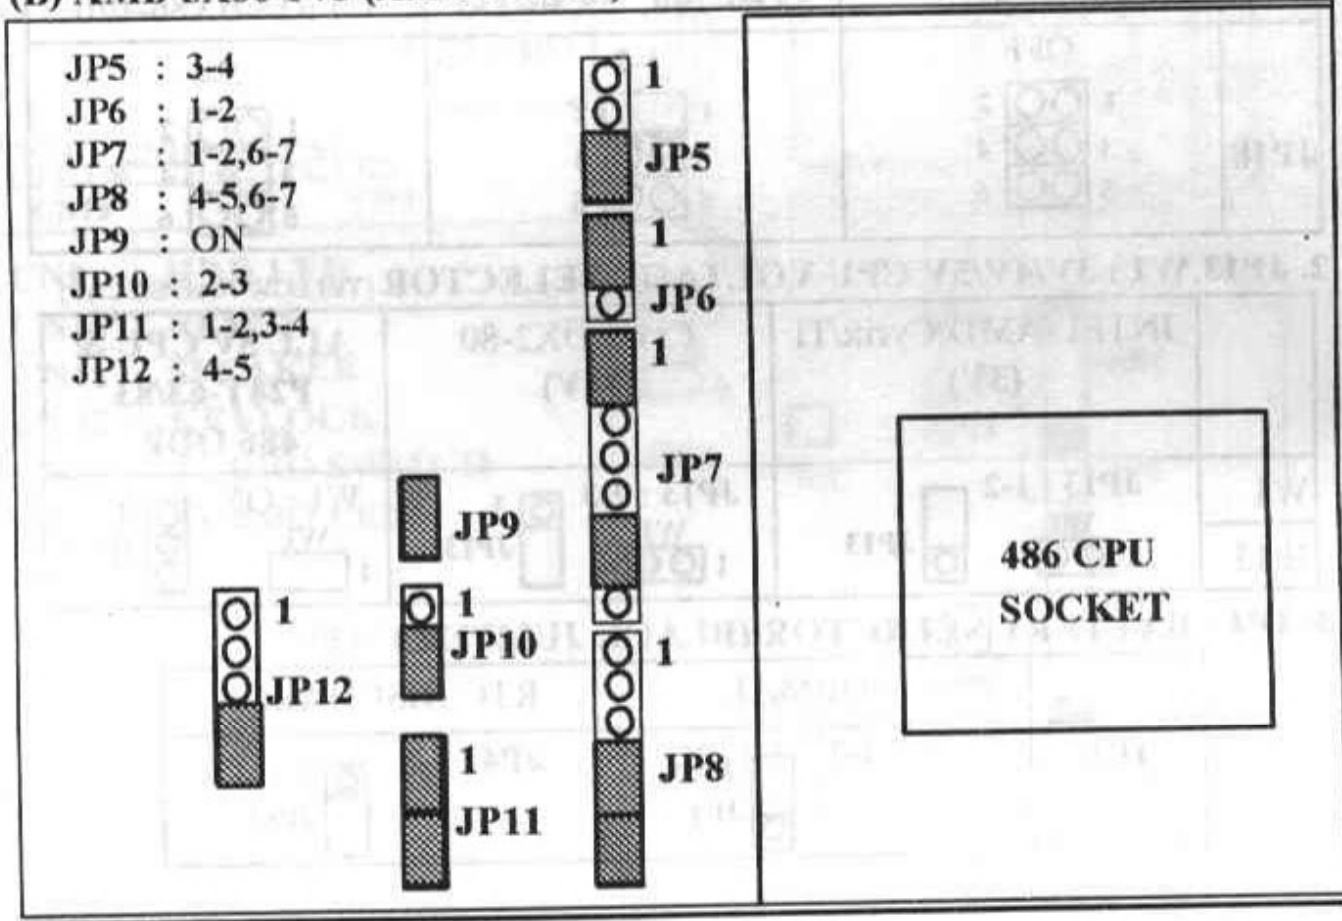 JP5 : 3-4
JP6 : 1-2
JP7 : 1-2,6-7
JP8 : 4-5,6-7
JP9 : ON
JP10 : 2-3
JP11 : 1-2,3-4
JP12 : 4-5
1
JP5
1
JP6
1
JP7
JP9
1
JP10
1
JP12
1
JP8
1
JP11
486 CPU
SOCKET